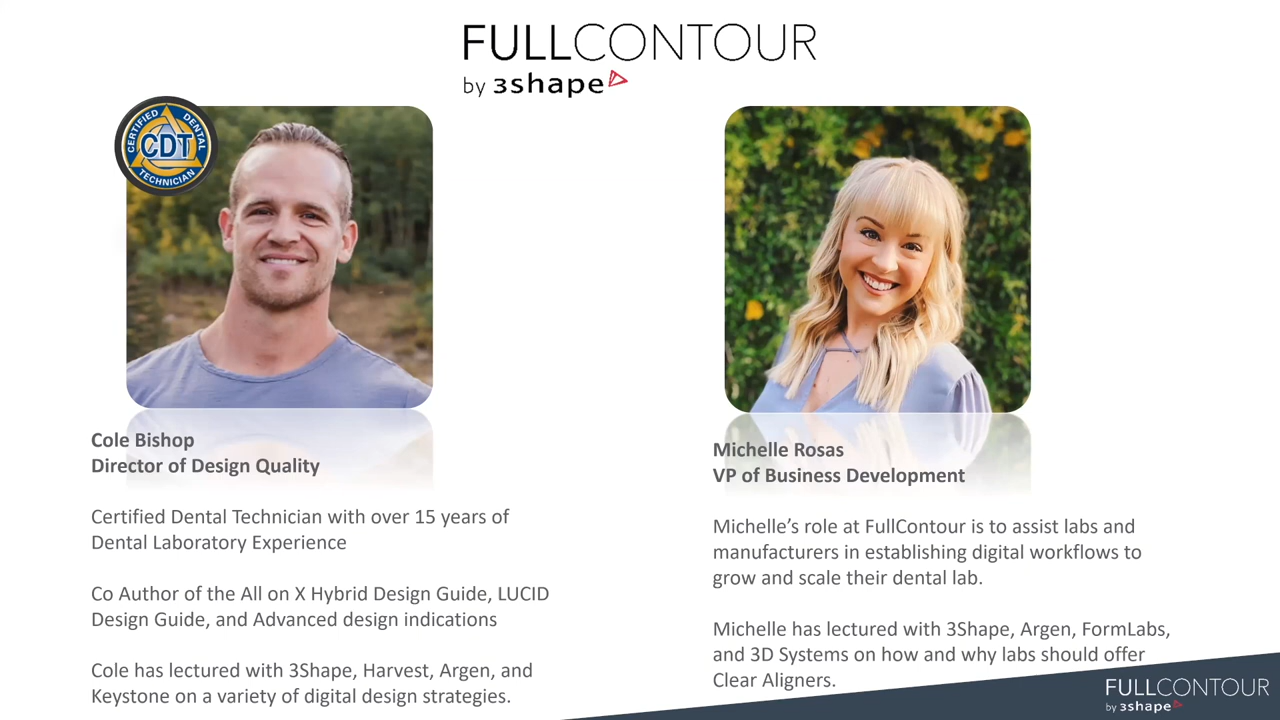 FULLCONTOUR
by 3shape
CERTIFIED DENTAL
CDT
TECHNICIAN
Cole Bishop
Director of Design Quality
Certified Dental Technician with over 15 years of
Dental Laboratory Experience
Co Author of the All on X Hybrid Design Guide, LUCID
Design Guide, and Advanced design indications
Cole has lectured with 3Shape, Harvest, Argen, and
Keystone on a variety of digital design strategies.
Michelle Rosas
VP of Business Development
Michelle’s role at FullContour is to assist labs and
manufacturers in establishing digital workflows to
grow and scale their dental lab.
Michelle has lectured with 3Shape, Argen, FormLabs,
and 3D Systems on how and why labs should offer
Clear Aligners.
FULLCONTOUR
by 3shape